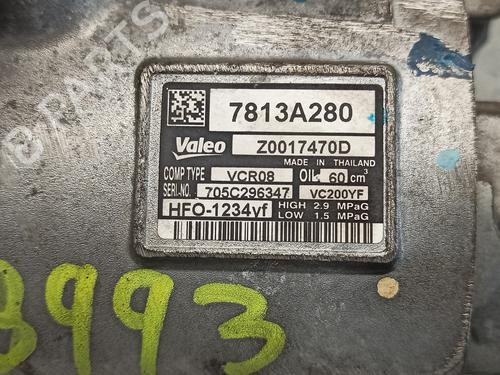 B-PARTS
7813A280
Valeo Z0017470D
MADE IN THAILAND
COMP TYPE VCR08 OIL 60 cm³
SERI-NO. 705C296347 VC200YF
HFO-1234yf HIGH 2.9 MPaG
LOW 1.5 MPaG
3993